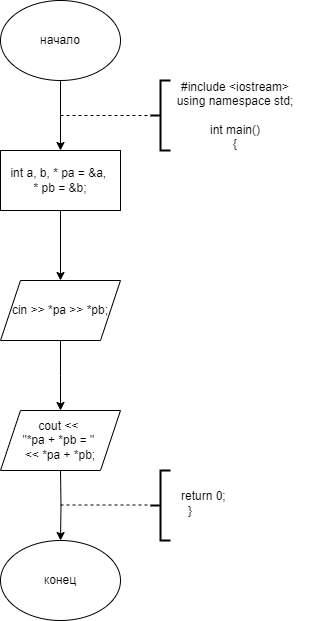 начало
#include <iostream>
using namespace std;
int main()
{
int a, b, * pa = &a,
* pb = &b;
cin >> *pa >> *pb;
cout <<
"*pa + *pb = "
<< *pa + *pb;
return 0;
}
конец